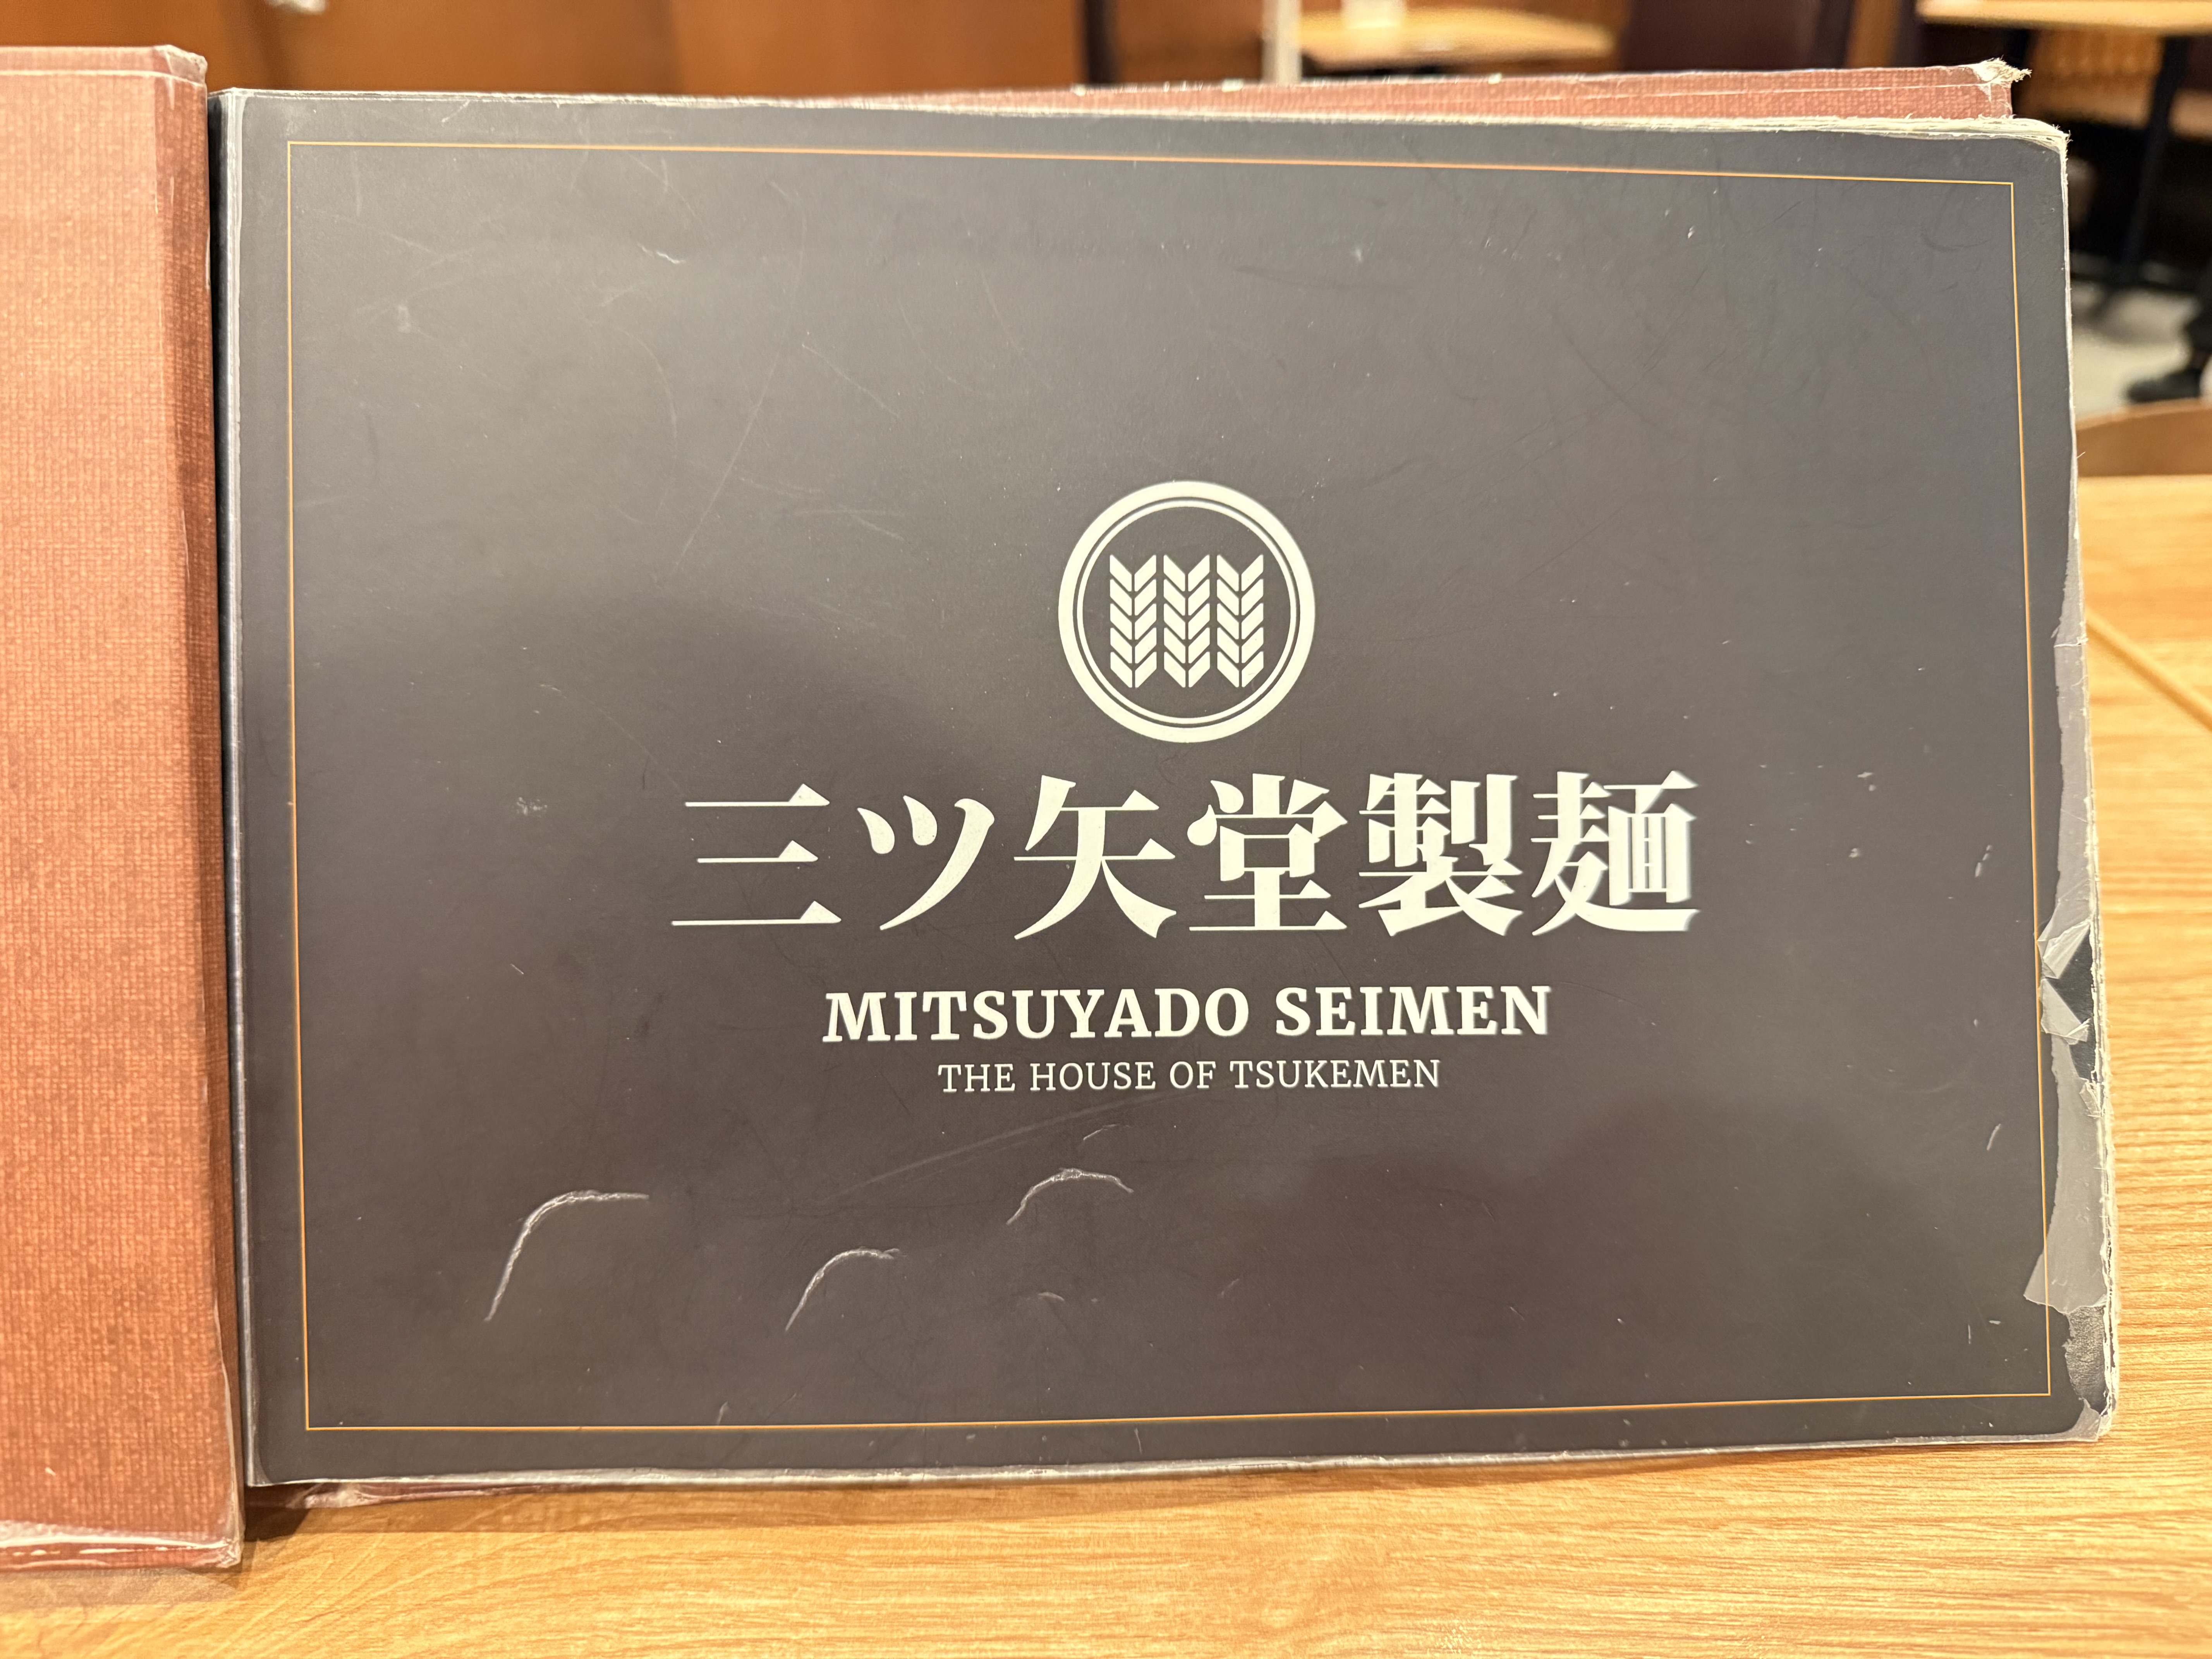 三ツ矢堂製麺
MITSUYADO SEIMEN
THE HOUSE OF TSUKEMEN